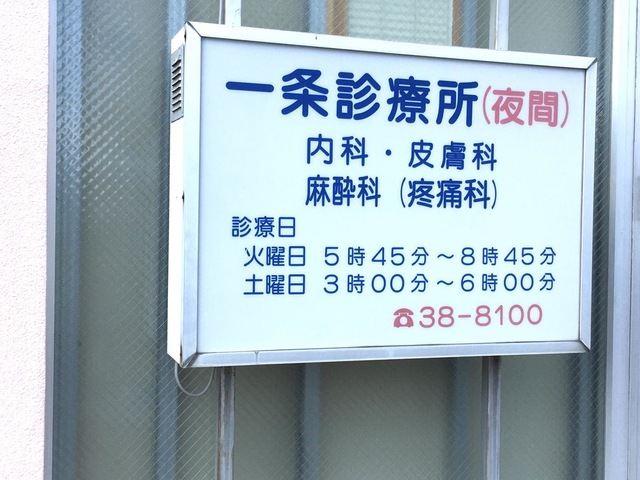 一条診療所(夜間)
内科・皮膚科
麻酔科 (疼痛科)
診療日
火曜日 5時45分～8時45分
土曜日 3時00分～6時00分
☎38-8100